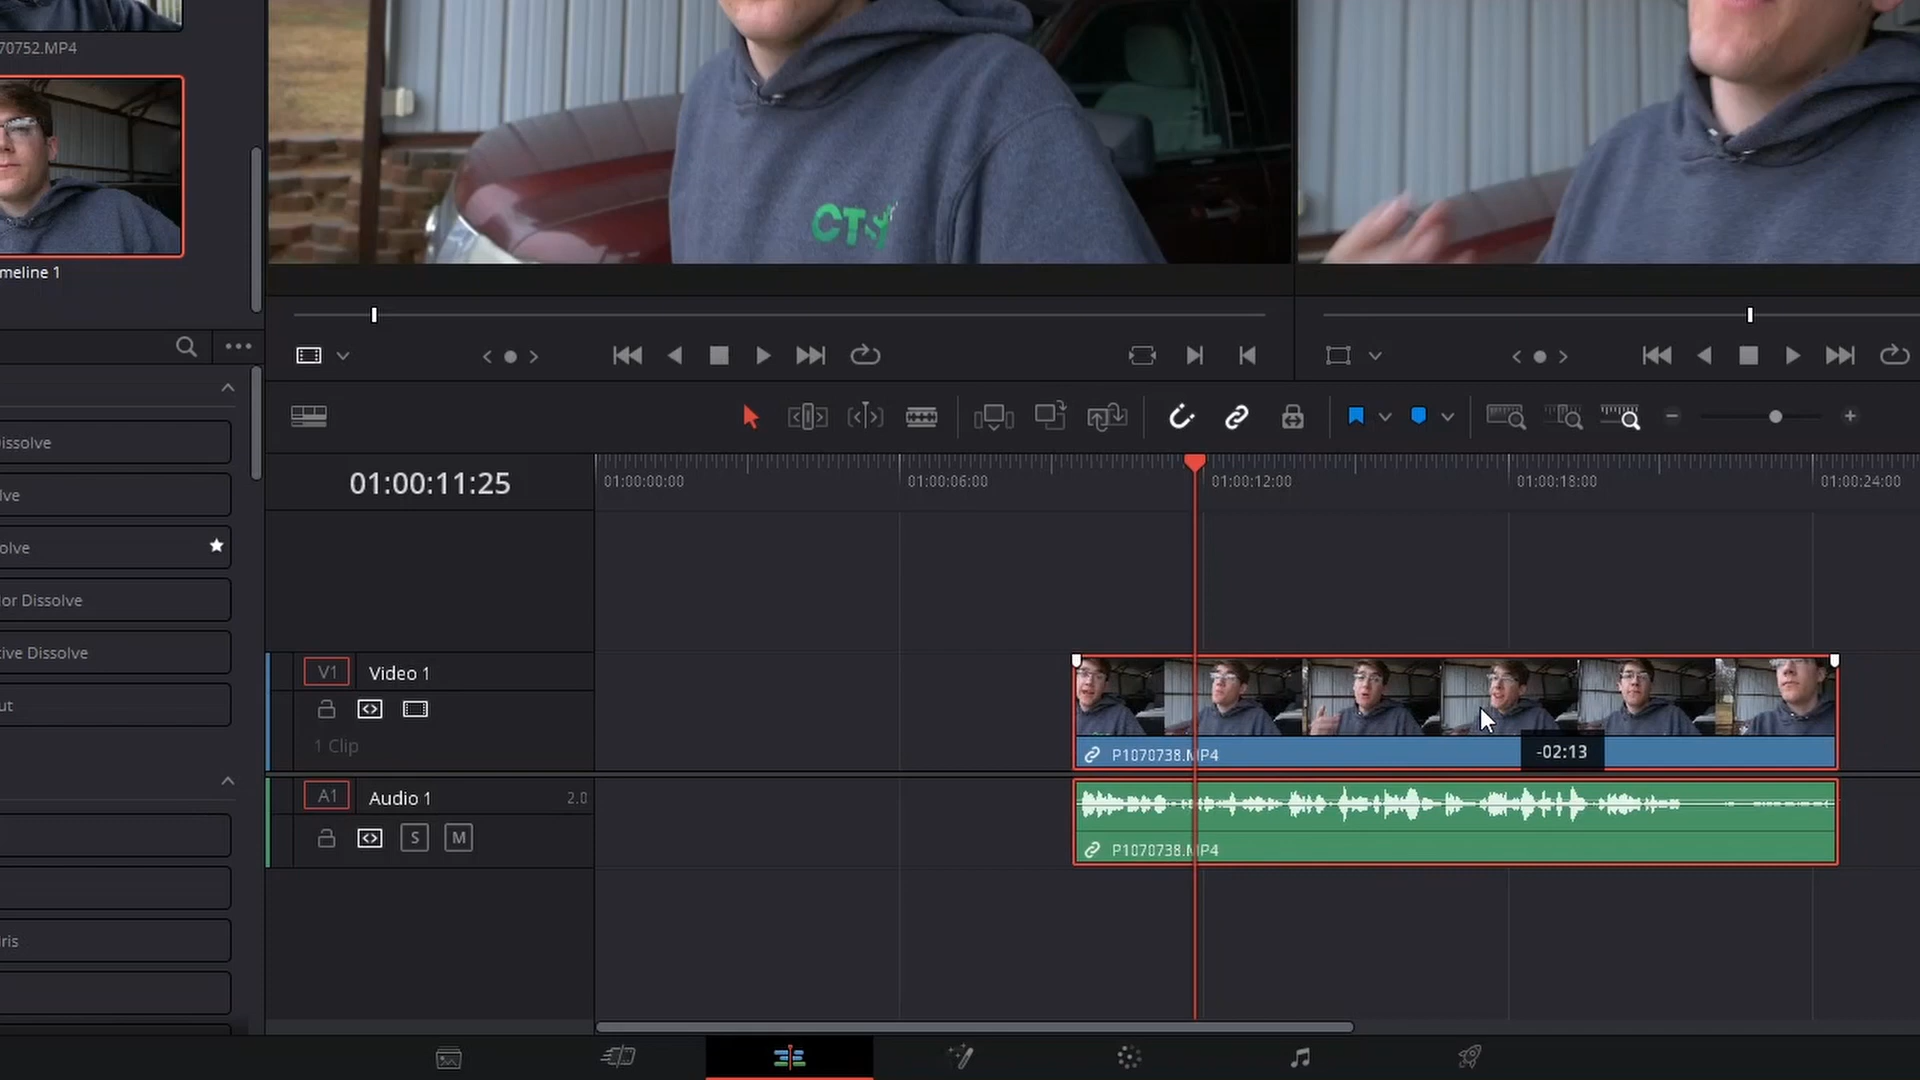 70752.MP4
meline 1
CTY
issolve
lve
olve
or Dissolve
ive Dissolve
ut
ris
01:00:11:25
01:00:00:00
01:00:06:00
01:00:12:00
01:00:18:00
01:00:24:00
V1 Video 1
1 Clip
P1070738.MP4
-02:13
A1 Audio 1 2.0
S M
P1070738.MP4